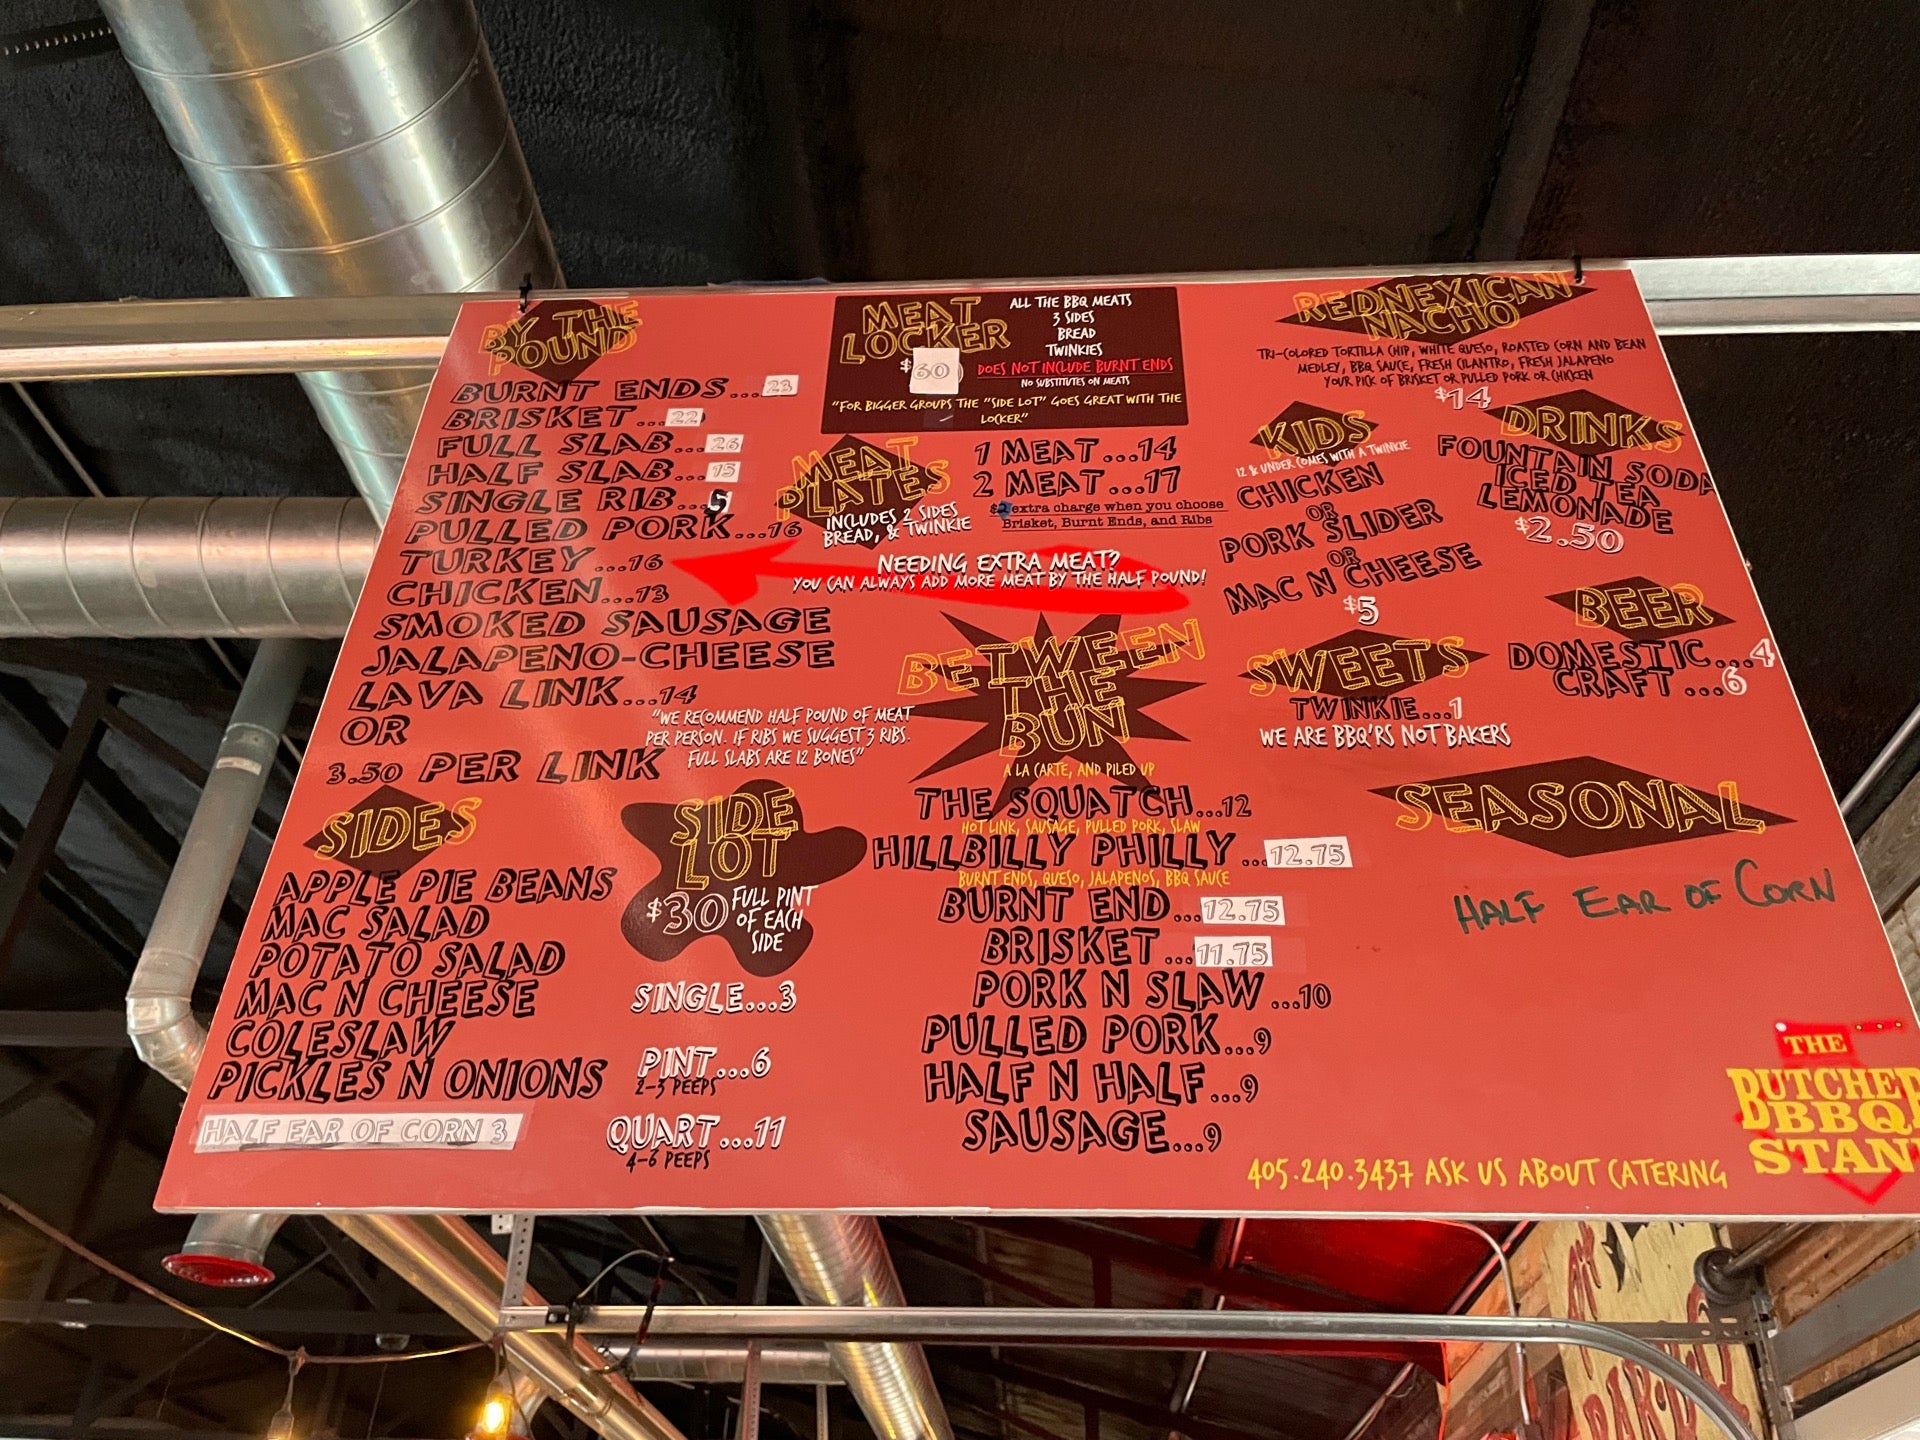 BY THE
POUND
BURNT ENDS...23
BRISKET...22
FULL SLAB...26
HALF SLAB...15
SINGLE RIB...5
PULLED PORK...16
TURKEY...16
CHICKEN...13
SMOKED SAUSAGE
JALAPENO-CHEESE
LAVA LINK...14
OR
3.50 PER LINK
"WE RECOMMEND HALF POUND OF MEAT
PER PERSON. IF RIBS WE SUGGEST 3 RIBS.
FULL SLABS ARE 12 BONES"
SIDES
APPLE PIE BEANS
MAC SALAD
POTATO SALAD
MAC N CHEESE
COLESLAW
PICKLES N ONIONS
HALF EAR OF CORN 3
SIDE
LOT
$30 FULL PINT
OF EACH
SIDE
SINGLE...3
PINT...6
2-3 PEEPS
QUART...11
4-6 PEEPS
MEAT
LOCKER
$60
ALL THE BBQ MEATS
3 SIDES
BREAD
TWINKIES
DOES NOT INCLUDE BURNT ENDS
NO SUBSTITUTES ON MEATS
"FOR BIGGER GROUPS THE "SIDE LOT" GOES GREAT WITH THE
LOCKER"
MEAT
PLATES
INCLUDES 2 SIDES
BREAD, & TWINKIE
1 MEAT...14
2 MEAT...17
$2 extra charge when you choose
Brisket, Burnt Ends, and Ribs
NEEDING EXTRA MEAT?
YOU CAN ALWAYS ADD MORE MEAT BY THE HALF POUND!
BETWEEN
THE
BUN
A LA CARTE, AND PILED UP
THE SQUATCH...12
HOT LINK, SAUSAGE, PULLED PORK, SLAW
HILLBILLY PHILLY...12.75
BURNT ENDS, QUESO, JALAPENOS, BBQ SAUCE
BURNT END...12.75
BRISKET...11.75
PORK N SLAW...10
PULLED PORK...9
HALF N HALF...9
SAUSAGE...9
REDNEXICAN
NACHO
TRI-COLORED TORTILLA CHIP, WHITE QUESO, ROASTED CORN AND BEAN
MEDLEY, BBQ SAUCE, FRESH CILANTRO, FRESH JALAPENO
YOUR PICK OF BRISKET OR PULLED PORK OR CHICKEN
$14
KIDS
12 & UNDER COMES WITH A TWINKIE
CHICKEN
OR
PORK SLIDER
OR
MAC N CHEESE
$5
DRINKS
FOUNTAIN SODA
ICED TEA
LEMONADE
$2.50
BEER
DOMESTIC...4
CRAFT...6
SWEETS
TWINKIE...1
WE ARE BBQ'RS NOT BAKERS
SEASONAL
HALF EAR OF CORN
THE
BUTCHER
BBQ
STAN
405.240.3437 ASK US ABOUT CATERING